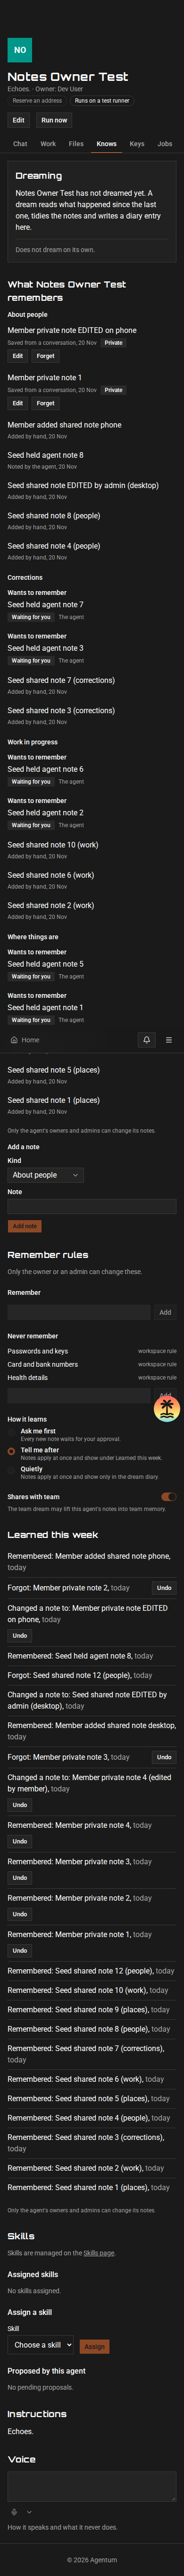 NO
Notes Owner Test
Echoes. · Owner: Dev User
Reserve an address
Runs on a test runner
Edit
Run now
Chat
Work
Files
Knows
Keys
Jobs
Dreaming
Notes Owner Test has not dreamed yet. A
dream reads what happened since the last
one, tidies the notes and writes a diary entry
here.
Does not dream on its own.
What Notes Owner Test
remembers
About people
Member private note EDITED on phone
Saved from a conversation, 20 Nov
Private
Edit
Forget
Member private note 1
Saved from a conversation, 20 Nov
Private
Edit
Forget
Member added shared note phone
Added by hand, 20 Nov
Seed held agent note 8
Noted by the agent, 20 Nov
Seed shared note EDITED by admin (desktop)
Added by hand, 20 Nov
Seed shared note 8 (people)
Added by hand, 20 Nov
Seed shared note 4 (people)
Added by hand, 20 Nov
Corrections
Wants to remember
Seed held agent note 7
Waiting for you
The agent
Wants to remember
Seed held agent note 3
Waiting for you
The agent
Seed shared note 7 (corrections)
Added by hand, 20 Nov
Seed shared note 3 (corrections)
Added by hand, 20 Nov
Work in progress
Wants to remember
Seed held agent note 6
Waiting for you
The agent
Wants to remember
Seed held agent note 2
Waiting for you
The agent
Seed shared note 10 (work)
Added by hand, 20 Nov
Seed shared note 6 (work)
Added by hand, 20 Nov
Seed shared note 2 (work)
Added by hand, 20 Nov
Where things are
Wants to remember
Seed held agent note 5
Waiting for you
The agent
Wants to remember
Seed held agent note 1
Waiting for you
The agent
Home
Seed shared note 5 (places)
Added by hand, 20 Nov
Seed shared note 1 (places)
Added by hand, 20 Nov
Only the agent's owners and admins can change its notes.
Add a note
Kind
About people
Note
Add note
Remember rules
Only the owner or an admin can change these.
Remember
Add
Never remember
Passwords and keys
workspace rule
Card and bank numbers
workspace rule
Health details
workspace rule
Add
How it learns
Ask me first
Every new note waits for your approval.
Tell me after
Notes apply at once and show under Learned this week.
Quietly
Notes apply at once and show only in the dream diary.
Shares with team
The team dream may lift this agent's notes into team memory.
Learned this week
Remembered: Member added shared note phone,
today
Forgot: Member private note 2, today
Undo
Changed a note to: Member private note EDITED
on phone, today
Undo
Remembered: Seed held agent note 8, today
Forgot: Seed shared note 12 (people), today
Changed a note to: Seed shared note EDITED by
admin (desktop), today
Remembered: Member added shared note desktop,
today
Forgot: Member private note 3, today
Undo
Changed a note to: Member private note 4 (edited
by member), today
Undo
Remembered: Member private note 4, today
Undo
Remembered: Member private note 3, today
Undo
Remembered: Member private note 2, today
Undo
Remembered: Member private note 1, today
Undo
Remembered: Seed shared note 12 (people), today
Remembered: Seed shared note 10 (work), today
Remembered: Seed shared note 9 (places), today
Remembered: Seed shared note 8 (people), today
Remembered: Seed shared note 7 (corrections),
today
Remembered: Seed shared note 6 (work), today
Remembered: Seed shared note 5 (places), today
Remembered: Seed shared note 4 (people), today
Remembered: Seed shared note 3 (corrections),
today
Remembered: Seed shared note 2 (work), today
Remembered: Seed shared note 1 (places), today
Only the agent's owners and admins can change its notes.
Skills
Skills are managed on the Skills page.
Assigned skills
No skills assigned.
Assign a skill
Skill
Choose a skill
Assign
Proposed by this agent
No pending proposals.
Instructions
Echoes.
Voice
How it speaks and what it never does.
© 2026 Agentum